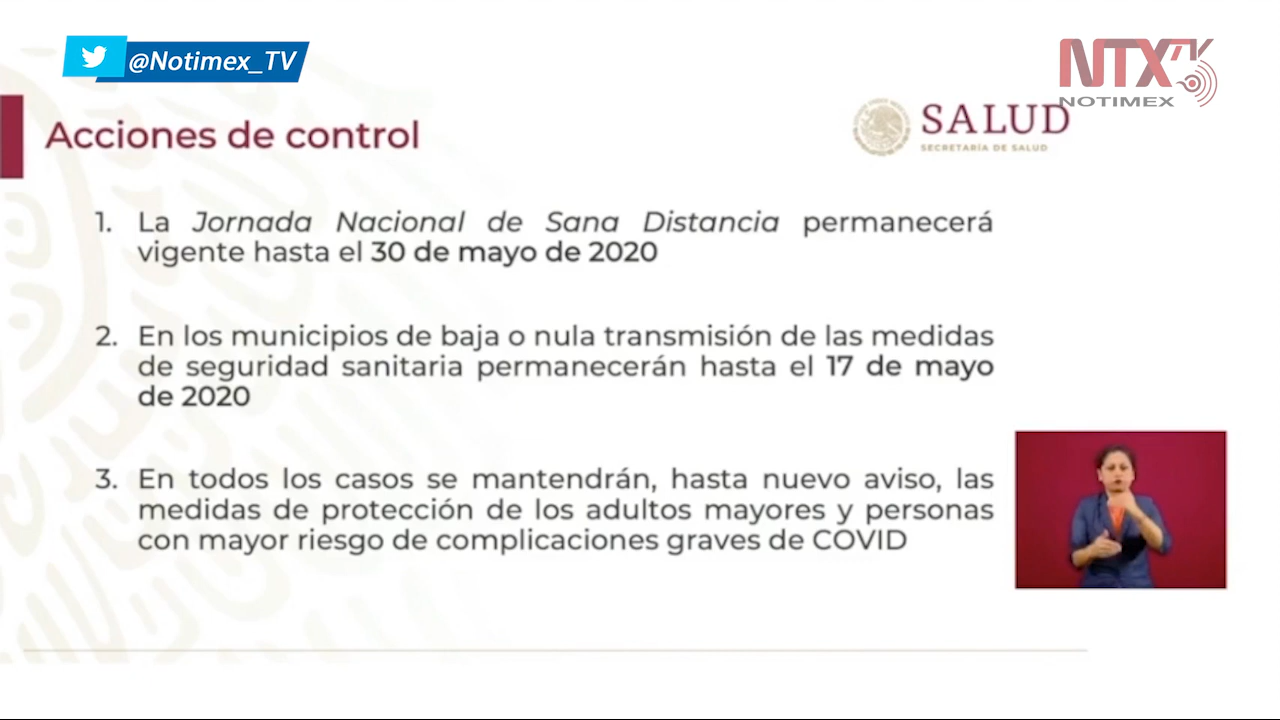 @Notimex_TV
NTXTV
NOTIMEX
SALUD
SECRETARÍA DE SALUD
Acciones de control
1. La Jornada Nacional de Sana Distancia permanecerá
vigente hasta el 30 de mayo de 2020
2. En los municipios de baja o nula transmisión de las medidas
de seguridad sanitaria permanecerán hasta el 17 de mayo
de 2020
3. En todos los casos se mantendrán, hasta nuevo aviso, las
medidas de protección de los adultos mayores y personas
con mayor riesgo de complicaciones graves de COVID